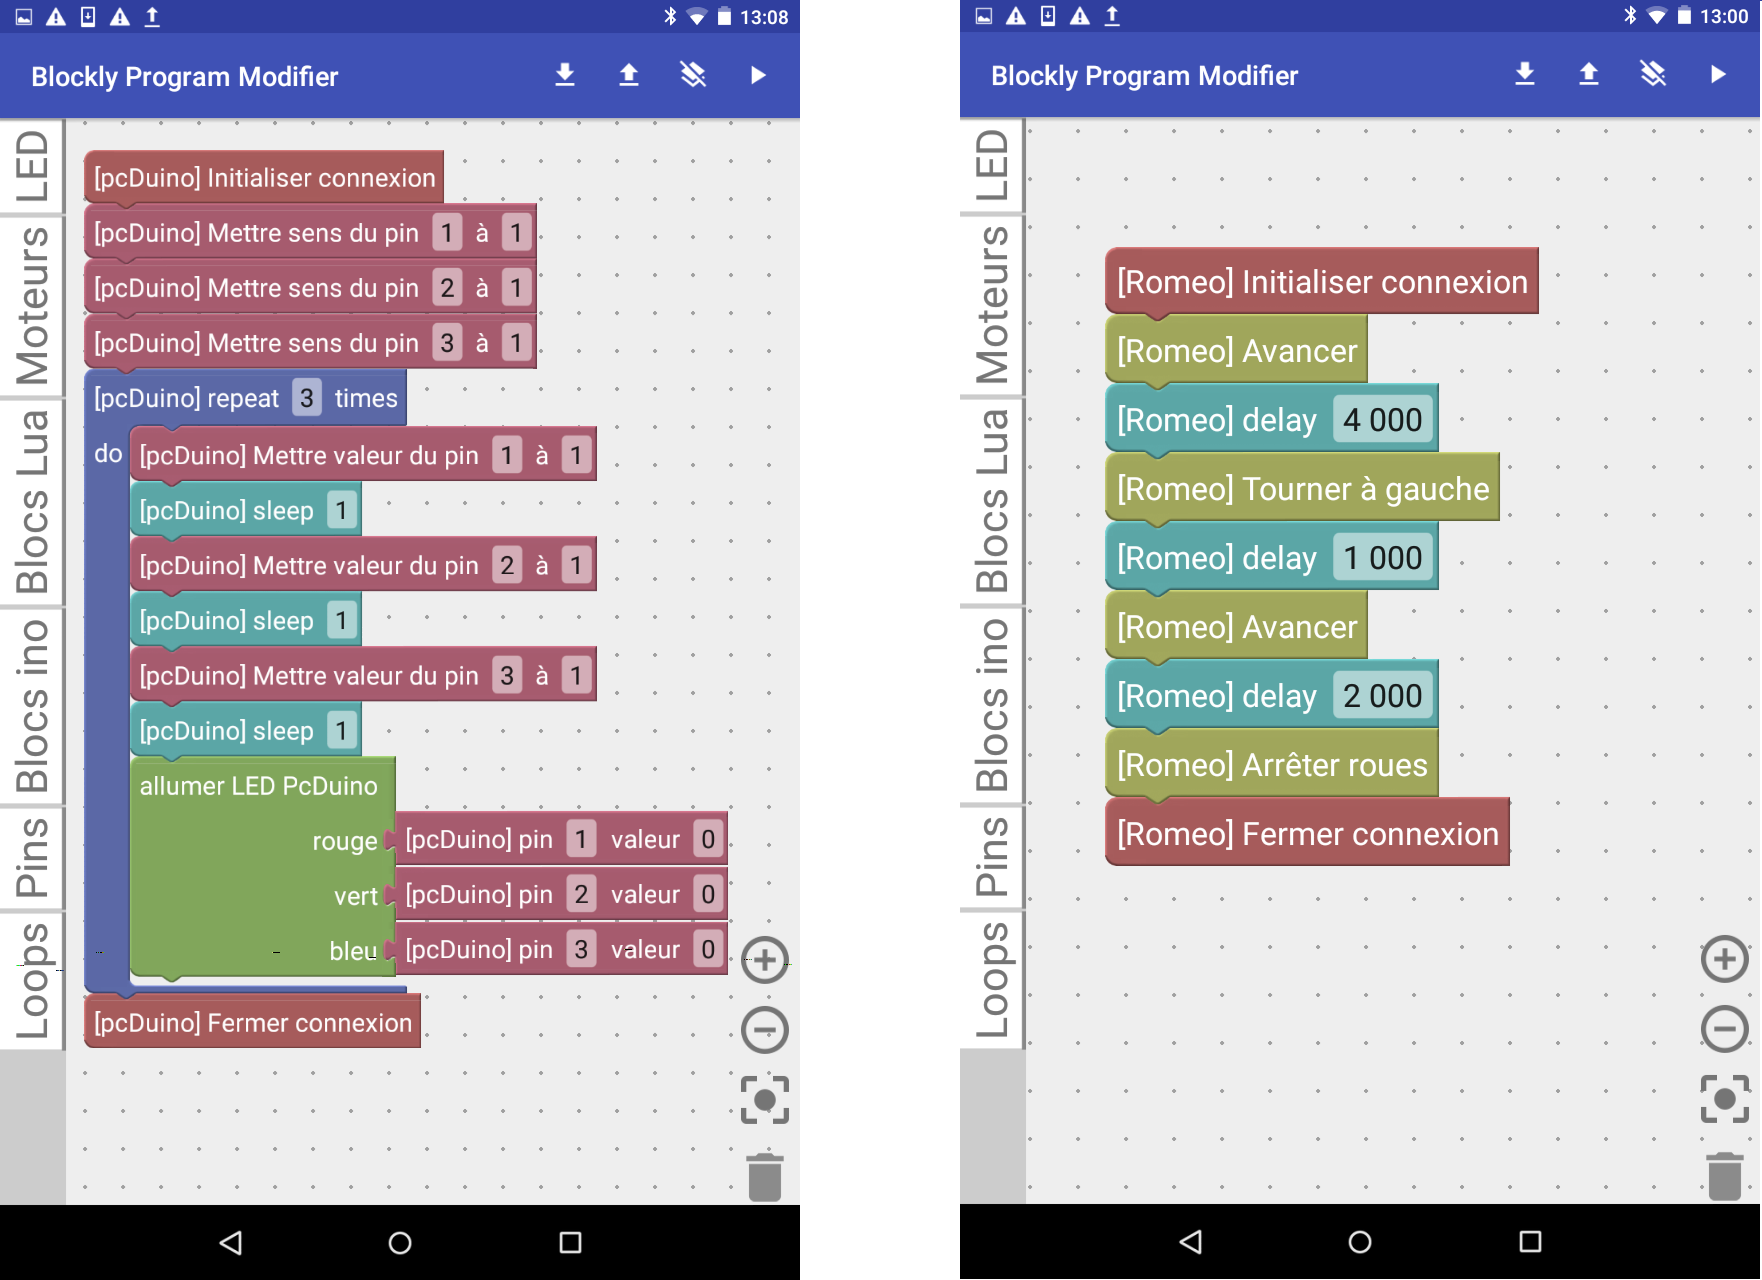 13:08
Blockly Program Modifier
LED
Moteurs
Blocs Lua
Blocs ino
Pins
Loops
[pcDuino] Initialiser connexion
[pcDuino] Mettre sens du pin 1 à 1
[pcDuino] Mettre sens du pin 2 à 1
[pcDuino] Mettre sens du pin 3 à 1
[pcDuino] repeat 3 times
do [pcDuino] Mettre valeur du pin 1 à 1
[pcDuino] sleep 1
[pcDuino] Mettre valeur du pin 2 à 1
[pcDuino] sleep 1
[pcDuino] Mettre valeur du pin 3 à 1
[pcDuino] sleep 1
allumer LED PcDuino
rouge [pcDuino] pin 1 valeur 0
vert [pcDuino] pin 2 valeur 0
bleu [pcDuino] pin 3 valeur 0
[pcDuino] Fermer connexion
13:00
Blockly Program Modifier
LED
Moteurs
Blocs Lua
Blocs ino
Pins
Loops
[Romeo] Initialiser connexion
[Romeo] Avancer
[Romeo] delay 4 000
[Romeo] Tourner à gauche
[Romeo] delay 1 000
[Romeo] Avancer
[Romeo] delay 2 000
[Romeo] Arrêter roues
[Romeo] Fermer connexion